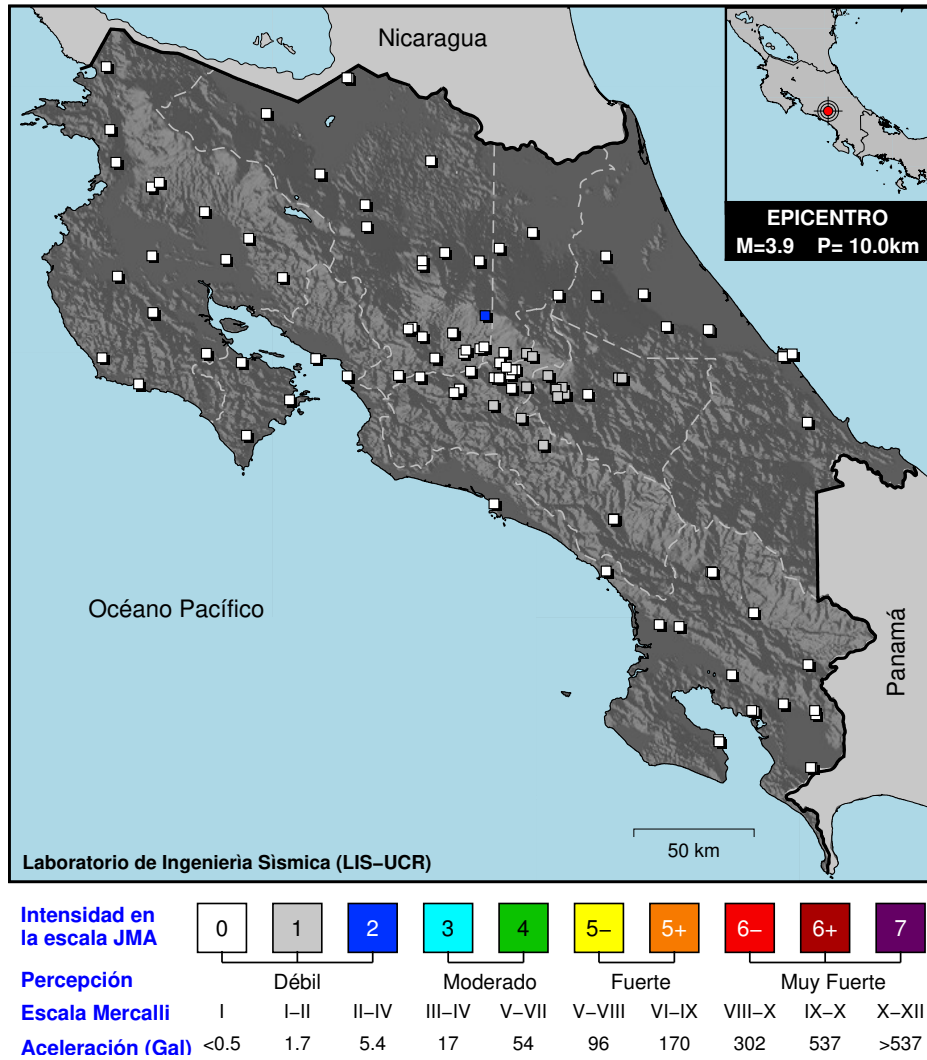 Nicaragua
EPICENTRO
M=3.9 P= 10.0km
Océano Pacífico
Panamá
50 km
Laboratorio de Ingenierìa Sìsmica (LIS–UCR)
Intensidad en
la escala JMA
0 1 2 3 4 5– 5+ 6– 6+ 7
Percepción Débil Moderado Fuerte Muy Fuerte
Escala Mercalli I I–II II–IV III–IV V–VII V–VIII VI–IX VIII–X IX–X X–XII
Aceleración (Gal) <0.5 1.7 5.4 17 54 96 170 302 537 >537